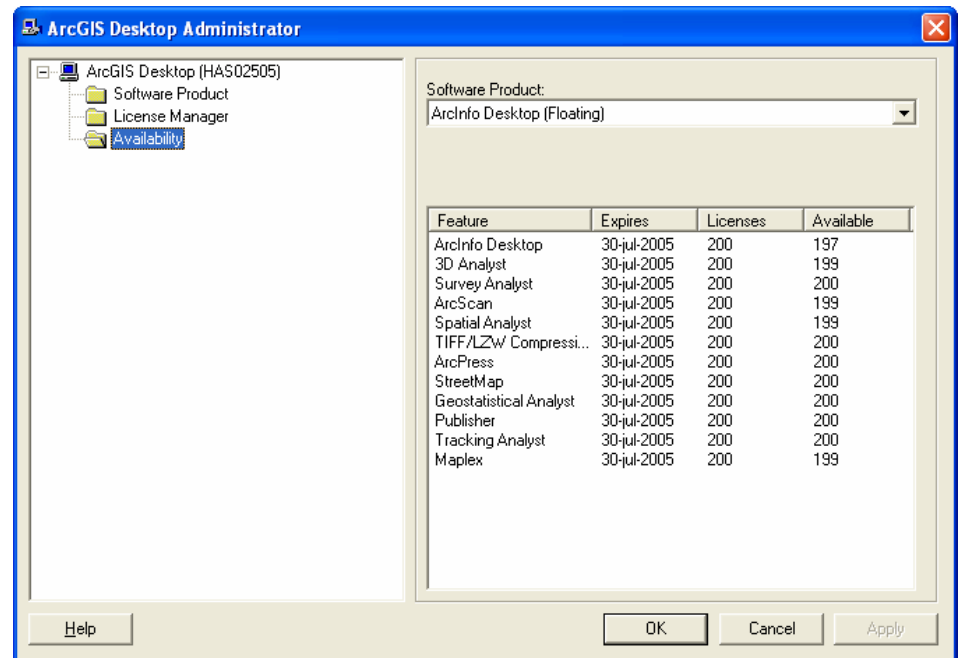 ArcGIS Desktop Administrator
ArcGIS Desktop (HAS02505)
Software Product
License Manager
Availability
Software Product:
ArcInfo Desktop (Floating)
Feature Expires Licenses Available
ArcInfo Desktop 30-jul-2005 200 197
3D Analyst 30-jul-2005 200 199
Survey Analyst 30-jul-2005 200 200
ArcScan 30-jul-2005 200 199
Spatial Analyst 30-jul-2005 200 199
TIFF/LZW Compressi... 30-jul-2005 200 200
ArcPress 30-jul-2005 200 200
StreetMap 30-jul-2005 200 200
Geostatistical Analyst 30-jul-2005 200 200
Publisher 30-jul-2005 200 200
Tracking Analyst 30-jul-2005 200 200
Maplex 30-jul-2005 200 199
Help OK Cancel Apply